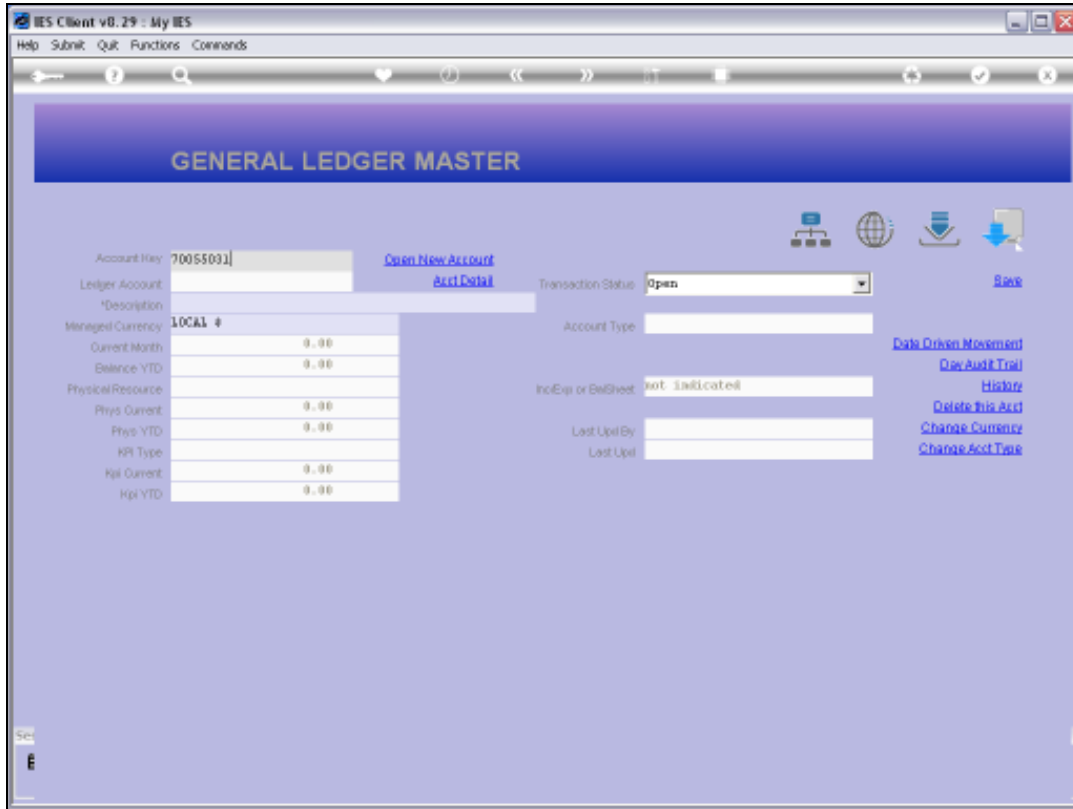 IES Client v8.29 : My IES
Help Submit Quit Functions Commands
GENERAL LEDGER MASTER
Account Key 70055031 Open New Account
Ledger Account Acct Detail Transaction Status Open Save
*Description
Managed Currency LOCAL # Account Type
Current Month 0.00 Date Driven Movement
Balance YTD 0.00 Day Audit Trail
Physical Resource Inc/Exp or BalSheet not indicated History
Phys Current 0.00 Delete this Acct
Phys YTD 0.00 Last Upd By Change Currency
KPI Type Last Upd Change Acct Type
Kpi Current 0.00
Kpi YTD 0.00